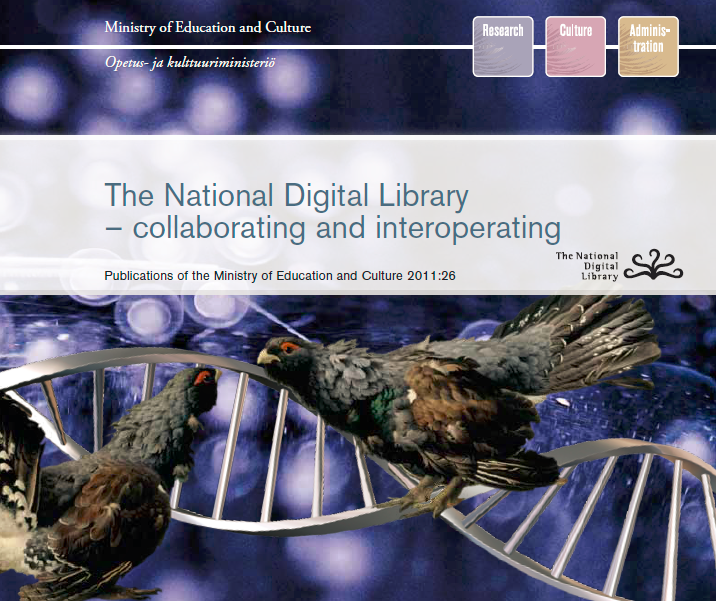 Ministry of Education and Culture
Opetus- ja kulttuuriministeriö
Research
Culture
Adminis-
tration
The National Digital Library
– collaborating and interoperating
The National
Digital
Library
Publications of the Ministry of Education and Culture 2011:26